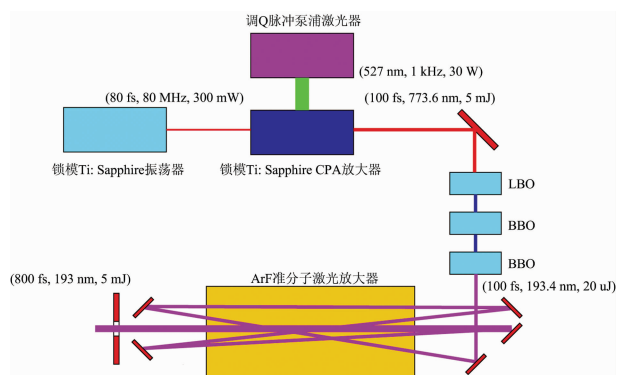 调Q脉冲泵浦激光器
(527 nm, 1 kHz, 30 W)
(80 fs, 80 MHz, 300 mW)
(100 fs, 773.6 nm, 5 mJ)
锁模Ti: Sapphire振荡器
锁模Ti: Sapphire CPA放大器
LBO
BBO
BBO
(800 fs, 193 nm, 5 mJ)
ArF准分子激光放大器
(100 fs, 193.4 nm, 20 uJ)